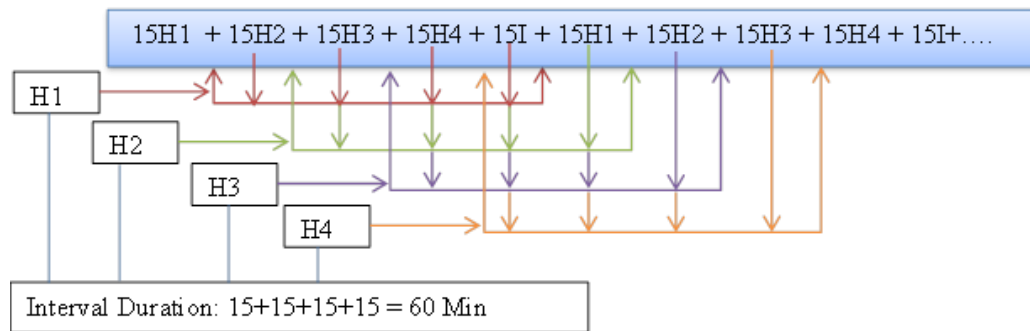 15H1 + 15H2 + 15H3 + 15H4 + 15I + 15H1 + 15H2 + 15H3 + 15H4 + 15I+....
H1
H2
H3
H4
Interval Duration: 15+15+15+15 = 60 Min